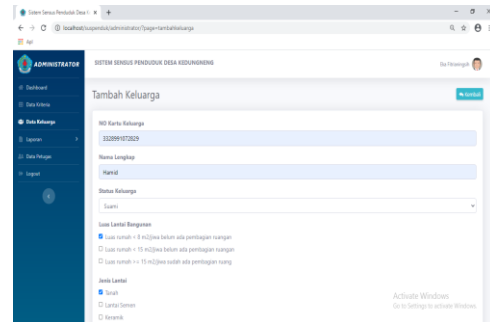 Sistem Sensus Penduduk Desa
localhost/suspenduk/administrator/?page=tambahkeluarga
ADMINISTRATOR
SISTEM SENSUS PENDUDUK DESA KEDUNGNENG
Dashboard
Data Kriteria
Data Keluarga
Laporan
Data Petugas
Logout
Tambah Keluarga
Kembali
NO Kartu Keluarga
3328991072829
Nama Lengkap
Hamid
Status Keluarga
Suami
Luas Lantai Bangunan
Luas rumah < 8 m2/jiwa belum ada pembagian ruangan
Luas rumah < 15 m2/jiwa belum ada pembagian ruangan
Luas rumah < = 15 m2/jiwa sudah ada pembagian ruang
Jenis Lantai
Tanah
Lantai Semen
Keramik
Activate Windows
Go to Settings to activate Windows.